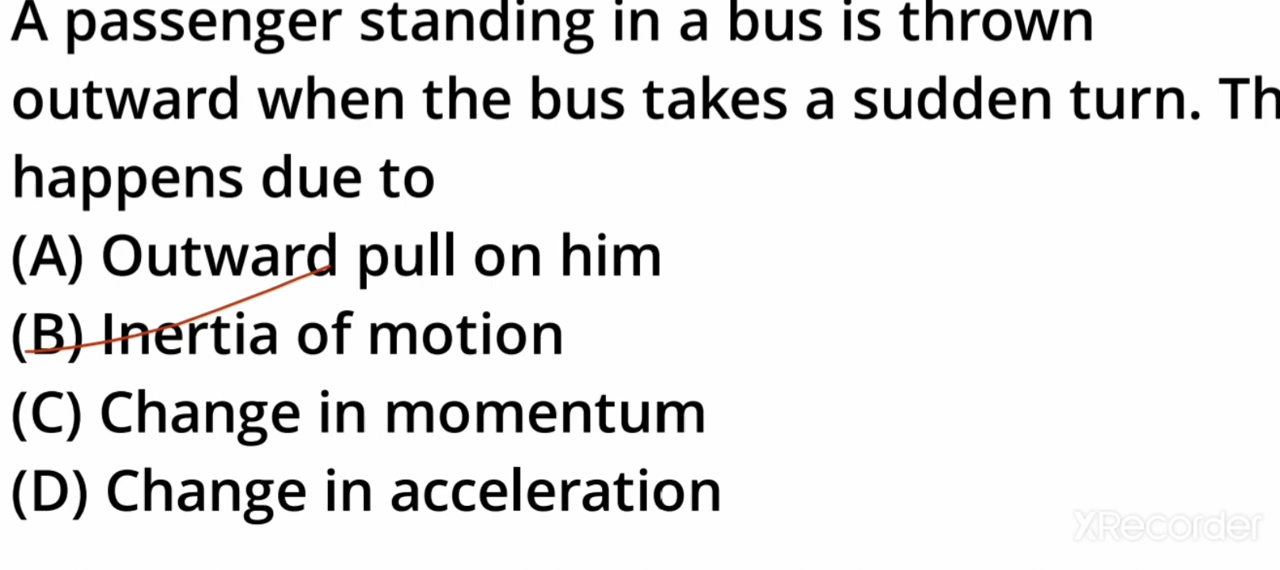 A passenger standing in a bus is thrown
outward when the bus takes a sudden turn. Th
happens due to
(A) Outward pull on him
(B) Inertia of motion
(C) Change in momentum
(D) Change in acceleration
XRecorder